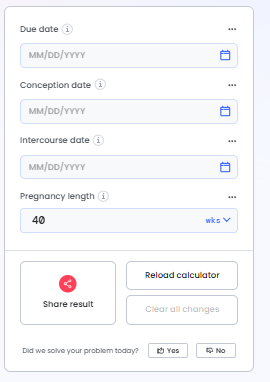 Due date
MM/DD/YYYY
Conception date
MM/DD/YYYY
Intercourse date
MM/DD/YYYY
Pregnancy length
40 wks
Share result
Reload calculator
Clear all changes
Did we solve your problem today? Yes No